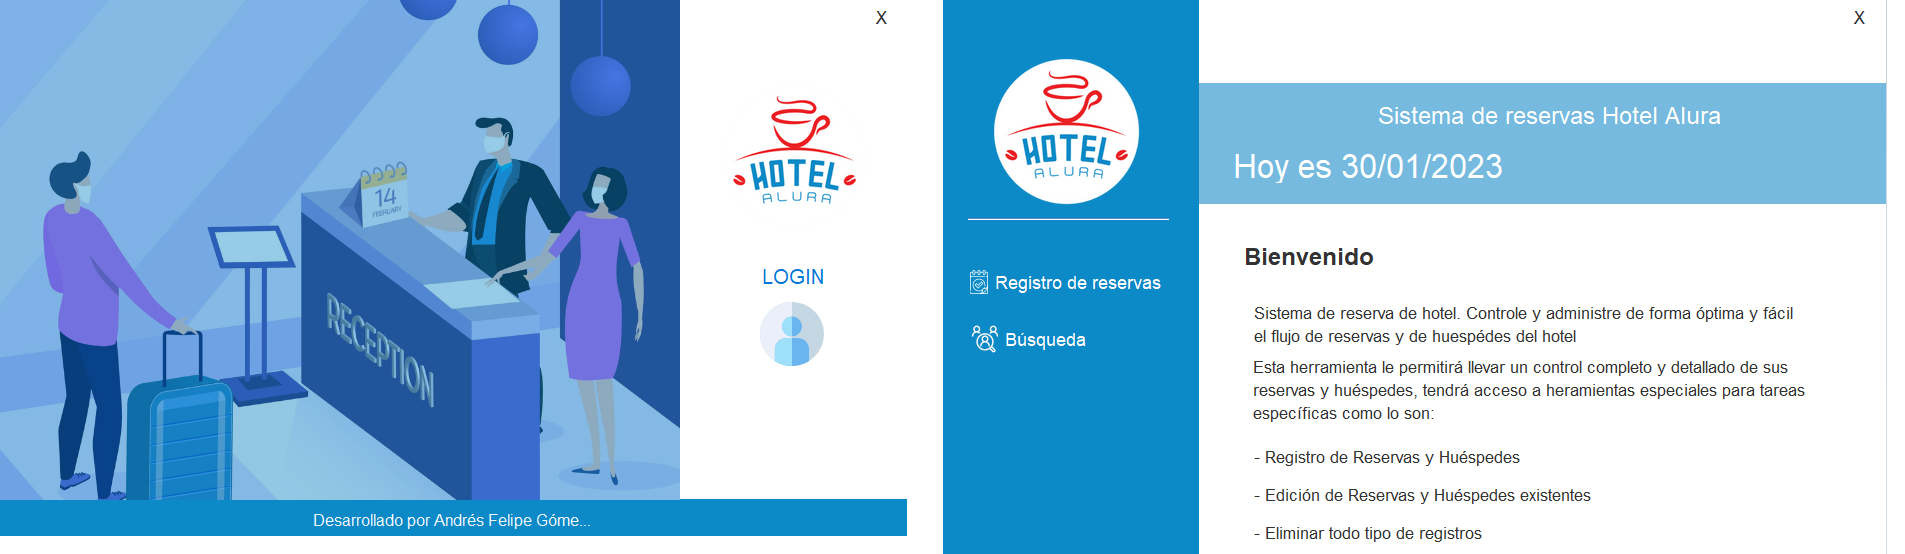 X
14
FEBRUARY
RECEPTION
HOTEL
ALURA
LOGIN
Desarrollado por Andrés Felipe Góme...
X
HOTEL
ALURA
Registro de reservas
Búsqueda
Sistema de reservas Hotel Alura
Hoy es 30/01/2023
Bienvenido
Sistema de reserva de hotel. Controle y administre de forma óptima y fácil
el flujo de reservas y de huespédes del hotel
Esta herramienta le permitirá llevar un control completo y detallado de sus
reservas y huéspedes, tendrá acceso a heramientas especiales para tareas
específicas como lo son:
- Registro de Reservas y Huéspedes
- Edición de Reservas y Huéspedes existentes
- Eliminar todo tipo de registros